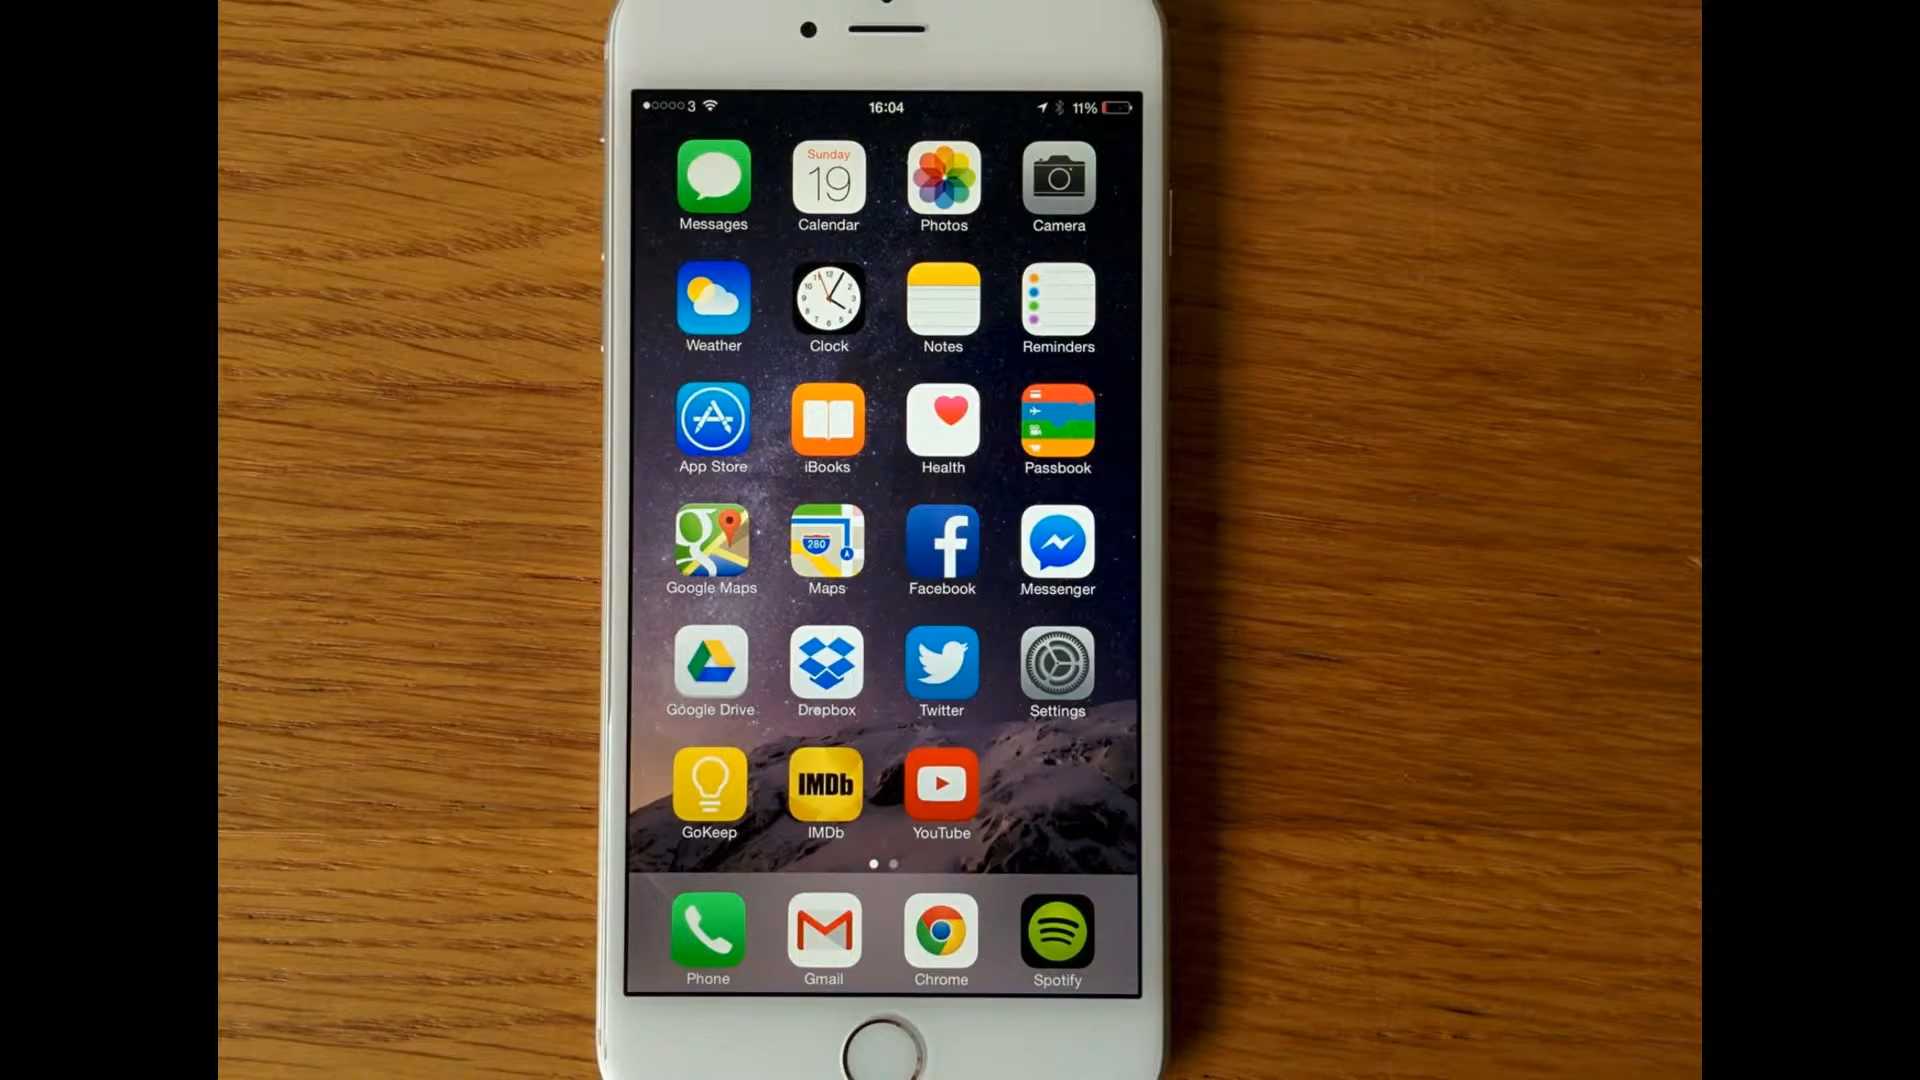 3 16:04 11%
Sunday
19
Messages Calendar Photos Camera
Weather Clock Notes Reminders
App Store iBooks Health Passbook
280
Google Maps Maps Facebook Messenger
Google Drive Dropbox Twitter Settings
IMDb
GoKeep IMDb YouTube
Phone Gmail Chrome Spotify